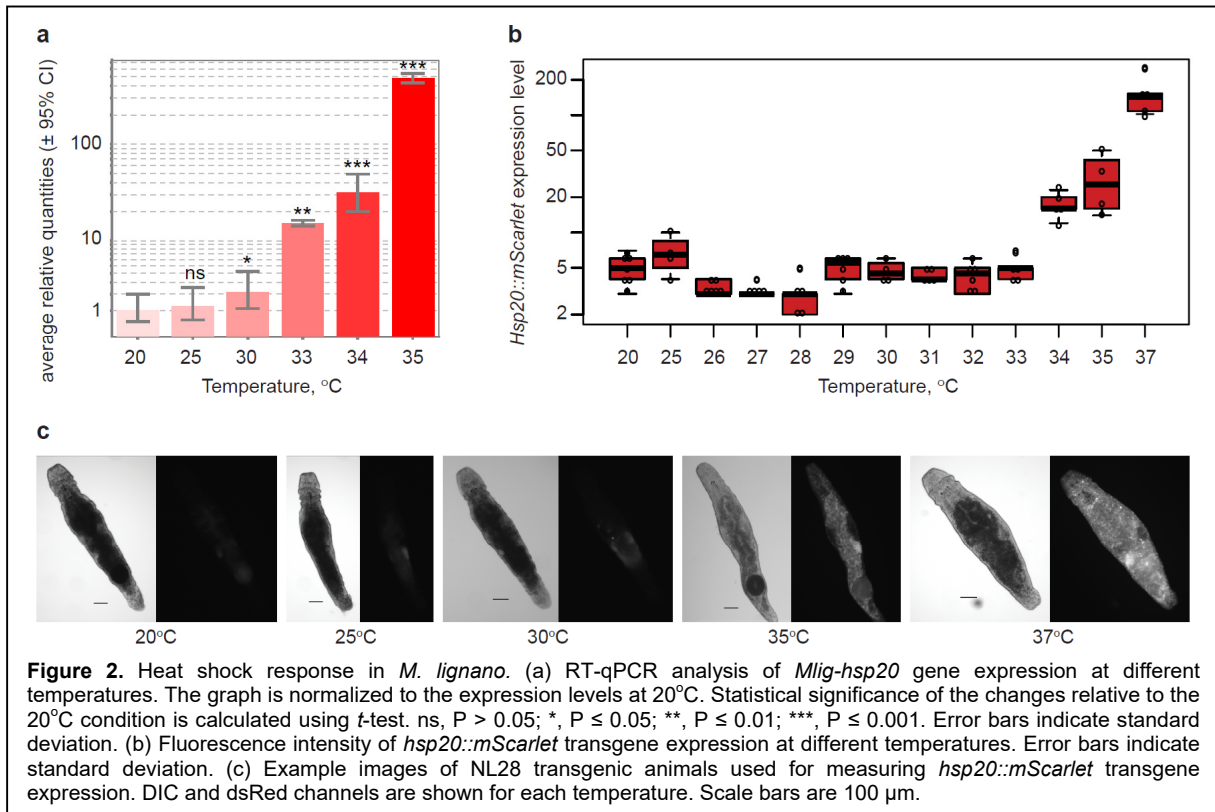 a
average relative quantities (± 95% CI)
100
10
1
ns
*
**
***
***
20 25 30 33 34 35
Temperature, °C
b
Hsp20::mScarlet expression level
200
50
20
5
2
20 25 26 27 28 29 30 31 32 33 34 35 37
Temperature, °C
c
20°C 25°C 30°C 35°C 37°C
Figure 2. Heat shock response in M. lignano. (a) RT-qPCR analysis of Mlig-hsp20 gene expression at different
temperatures. The graph is normalized to the expression levels at 20°C. Statistical significance of the changes relative to the
20°C condition is calculated using t-test. ns, P > 0.05; *, P ≤ 0.05; **, P ≤ 0.01; ***, P ≤ 0.001. Error bars indicate standard
deviation. (b) Fluorescence intensity of hsp20::mScarlet transgene expression at different temperatures. Error bars indicate
standard deviation. (c) Example images of NL28 transgenic animals used for measuring hsp20::mScarlet transgene
expression. DIC and dsRed channels are shown for each temperature. Scale bars are 100 μm.